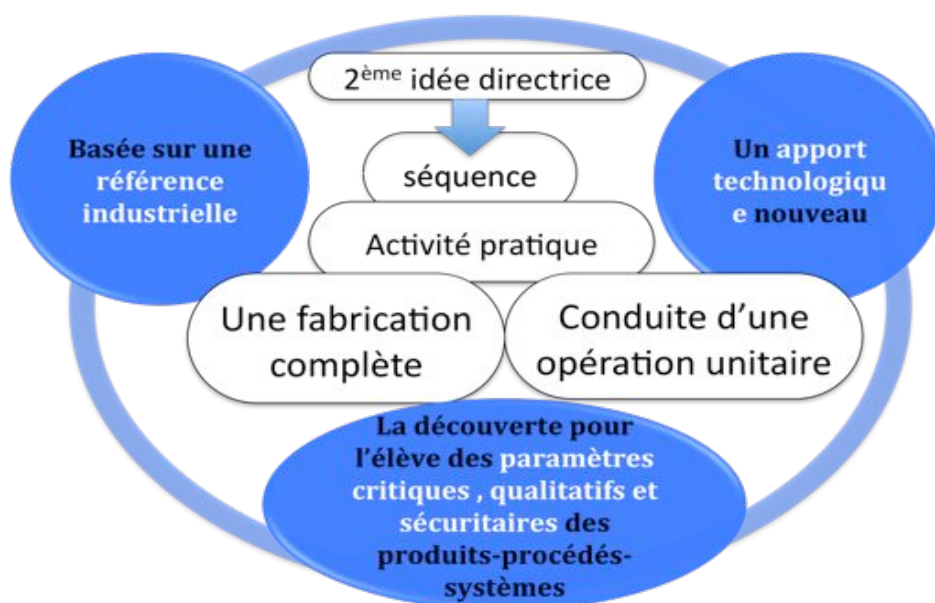 2ème idée directrice
Basée sur une
référence
industrielle
Un apport
technologiqu
e nouveau
séquence
Activité pratique
Une fabrication
complète
Conduite d'une
opération unitaire
La découverte pour
l'élève des paramètres
critiques , qualitatifs et
sécuritaires des
produits-procédés-
systèmes